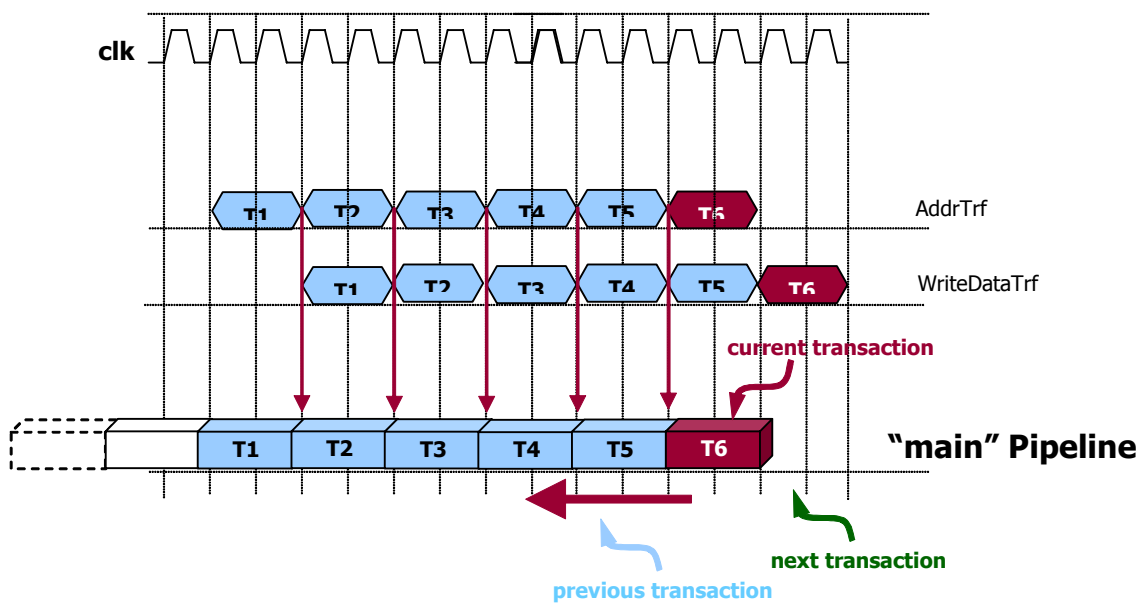 clk
T1 T2 T3 T4 T5 T6
AddrTrf
T1 T2 T3 T4 T5 T6
WriteDataTrf
current transaction
T1 T2 T3 T4 T5 T6
“main” Pipeline
next transaction
previous transaction